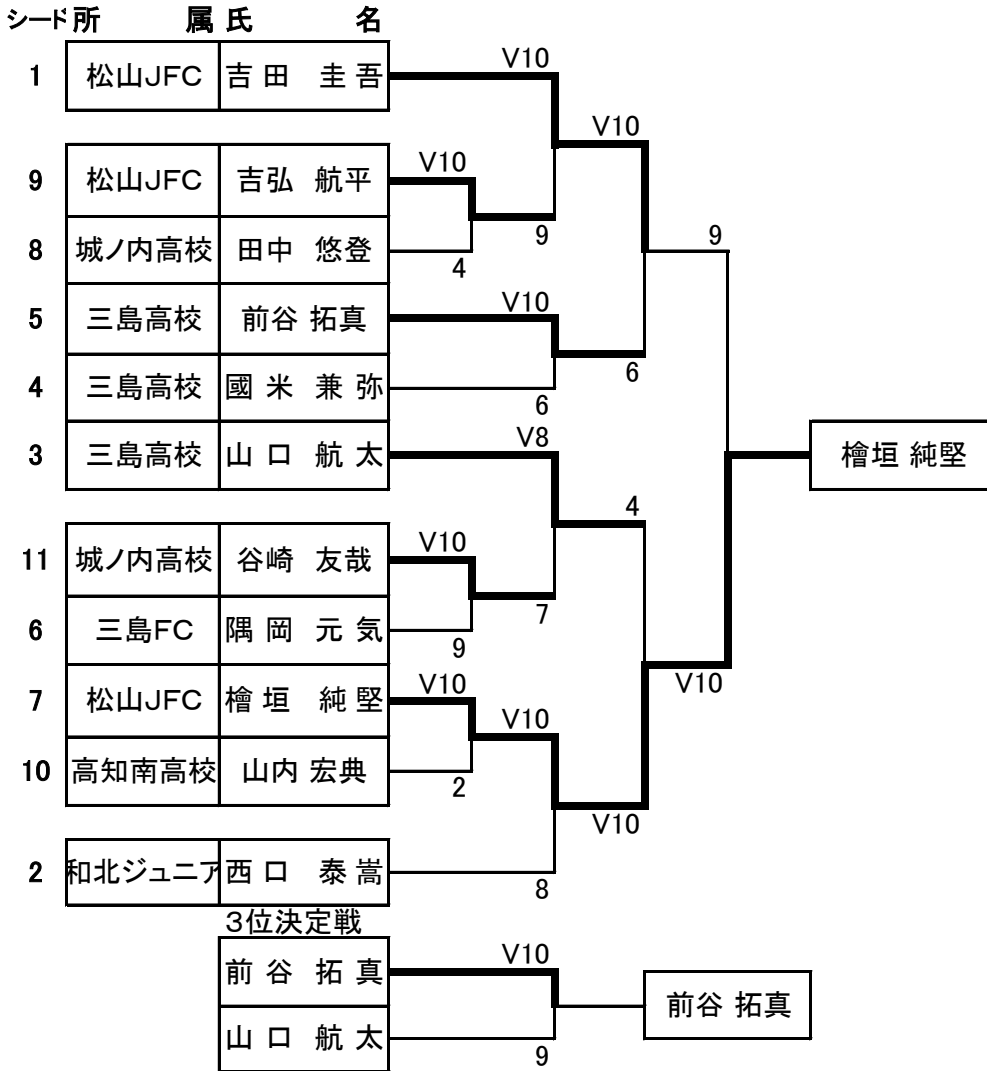 シード 所 属 氏 名
V10
1 松山JFC 吉田 圭吾
V10
V10
9 松山JFC 吉弘 航平
9 9
8 城ノ内高校 田中 悠登
4
V10
5 三島高校 前谷 拓真
6
4 三島高校 國米 兼弥
6
V8
3 三島高校 山口 航太 檜垣 純堅
4
V10
11 城ノ内高校 谷崎 友哉
7
6 三島FC 隅岡 元気
9
V10 V10
7 松山JFC 檜垣 純堅
V10
10 高知南高校 山内 宏典
2
V10
2 和北ジュニア 西口 泰嵩
8
3位決定戦
V10
前谷 拓真
前谷 拓真
山口 航太
9